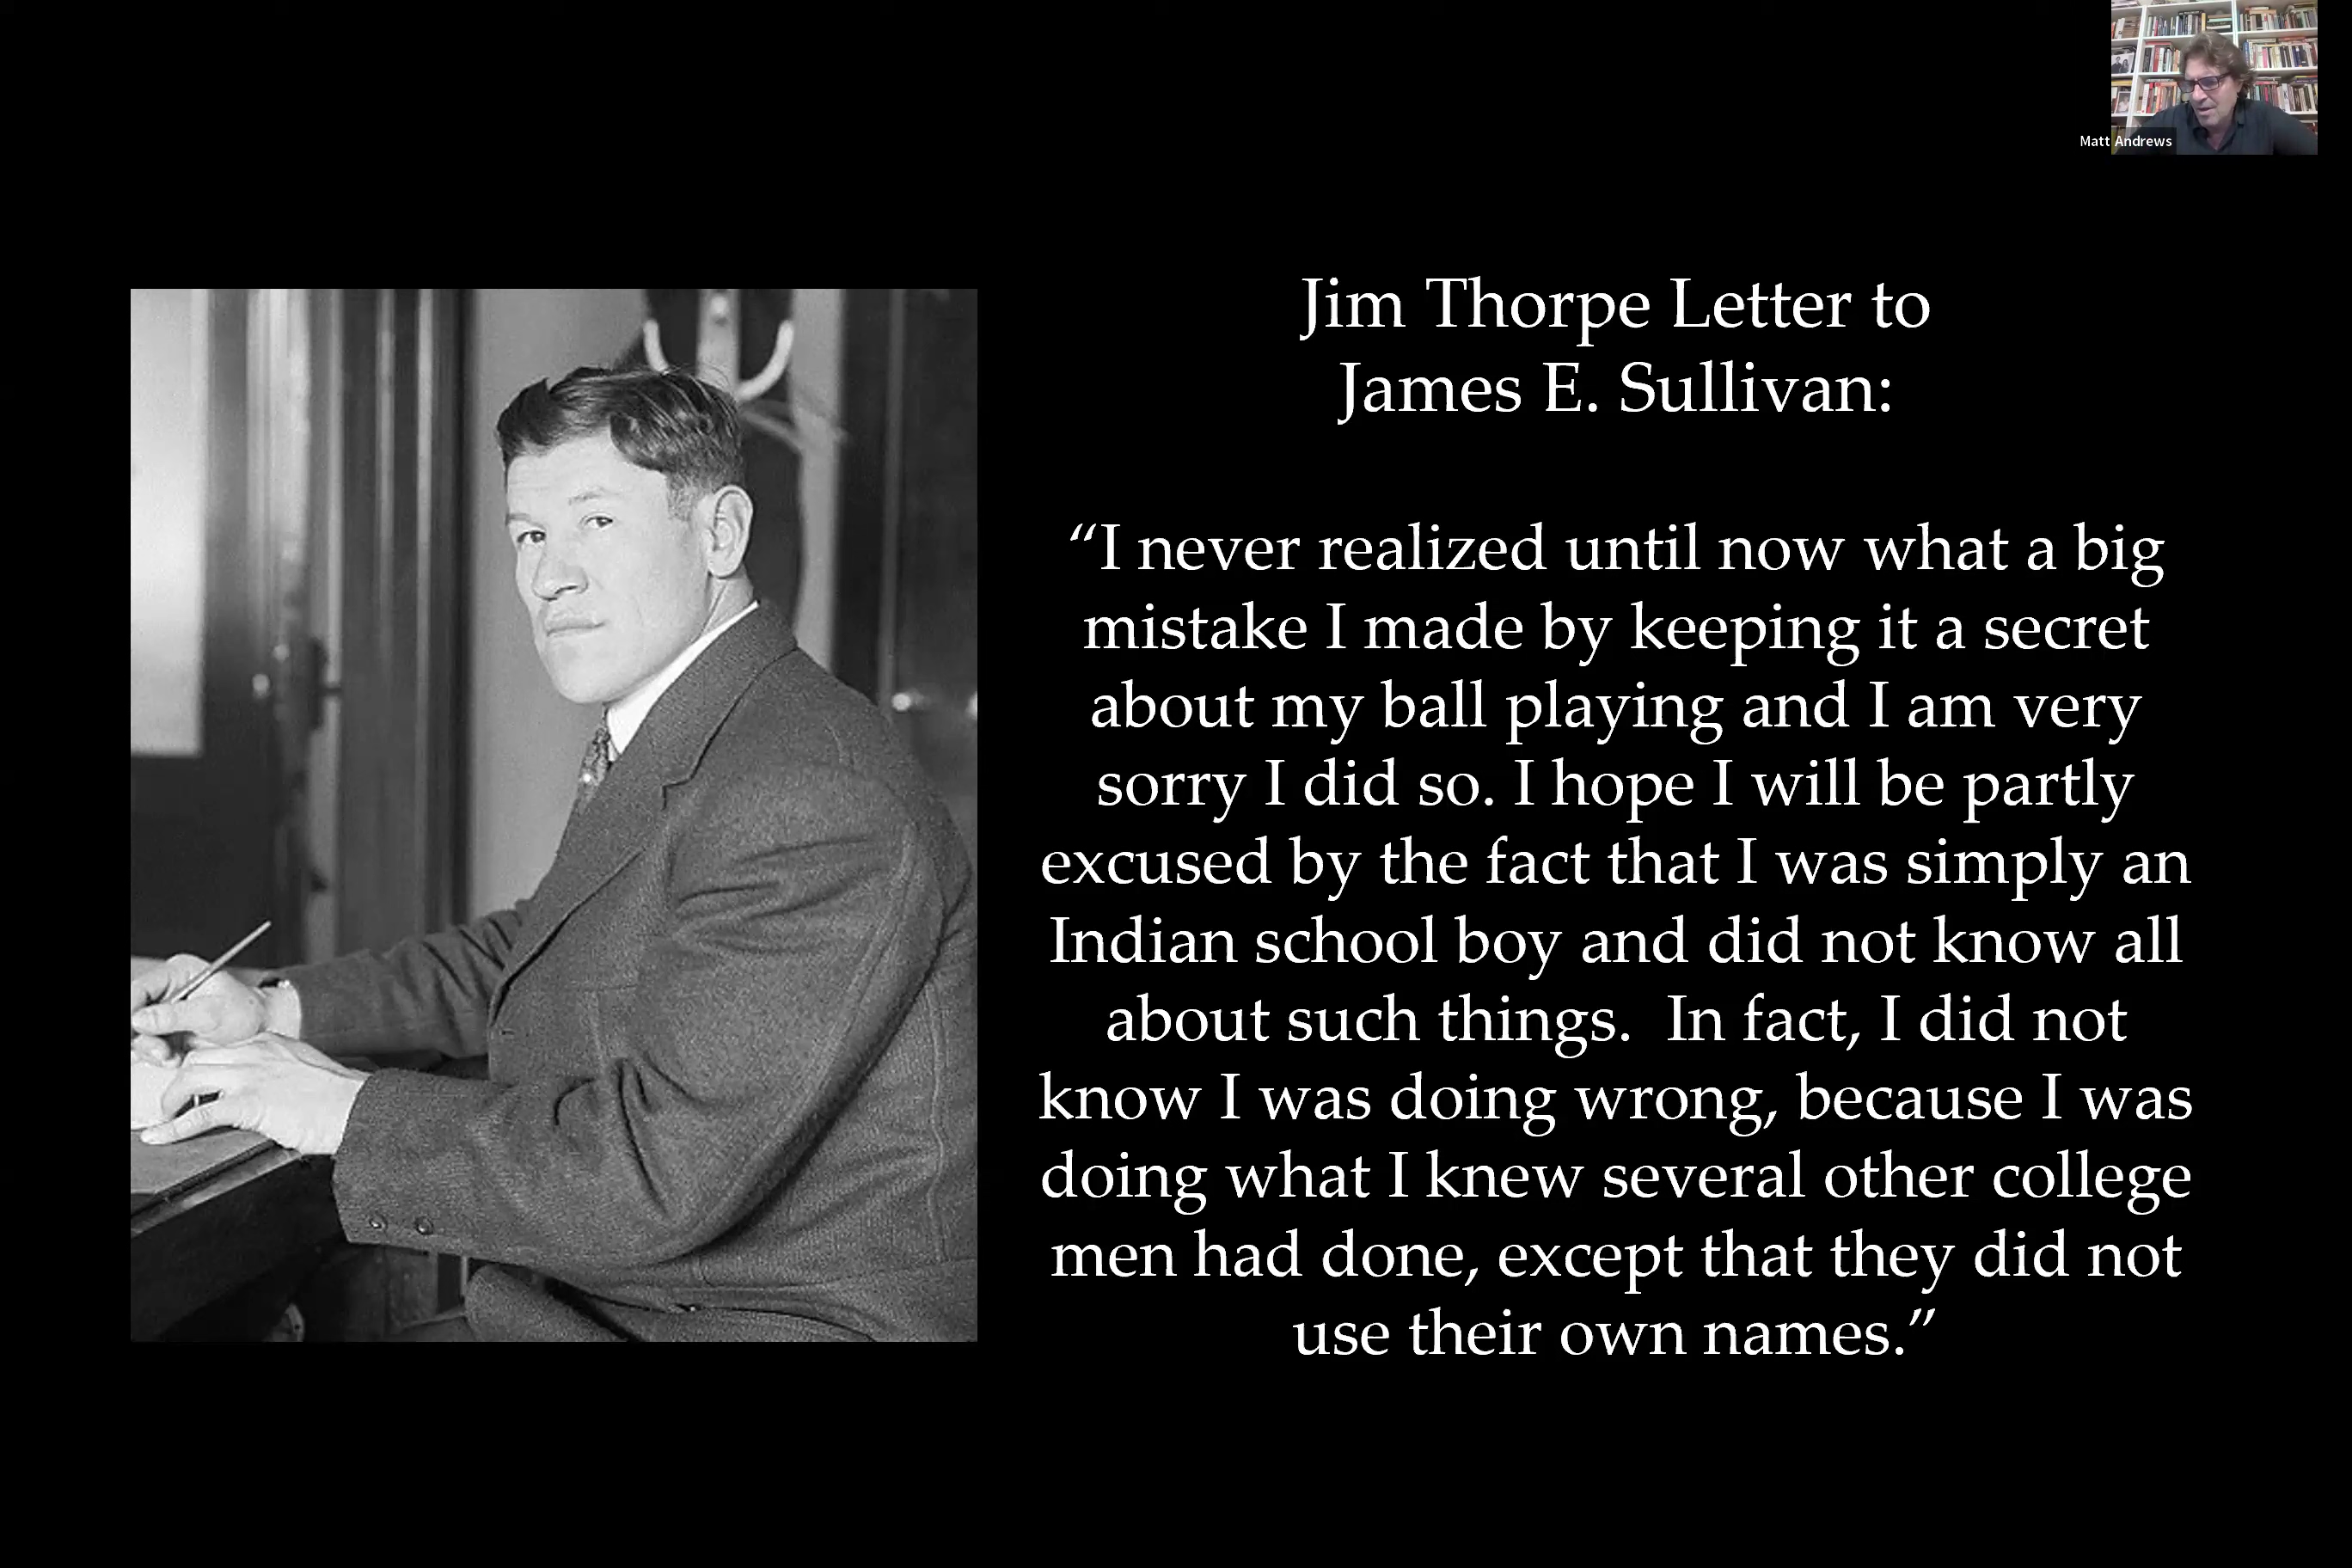 Matt Andrews
Jim Thorpe Letter to
James E. Sullivan:
“I never realized until now what a big
mistake I made by keeping it a secret
about my ball playing and I am very
sorry I did so. I hope I will be partly
excused by the fact that I was simply an
Indian school boy and did not know all
about such things.  In fact, I did not
know I was doing wrong, because I was
doing what I knew several other college
men had done, except that they did not
use their own names.”